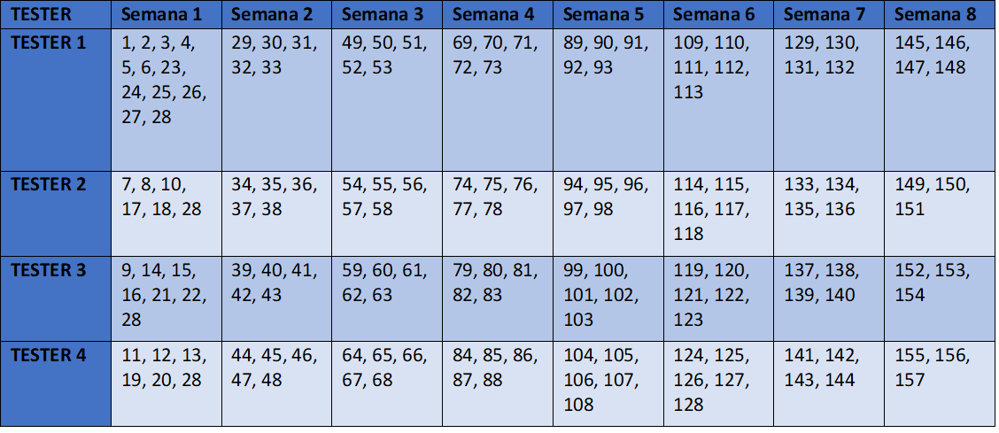 TESTER Semana 1 Semana 2 Semana 3 Semana 4 Semana 5 Semana 6 Semana 7 Semana 8
TESTER 1 1, 2, 3, 4, 29, 30, 31, 49, 50, 51, 69, 70, 71, 89, 90, 91, 109, 110, 129, 130, 145, 146,
5, 6, 23, 32, 33 52, 53 72, 73 92, 93 111, 112, 131, 132 147, 148
24, 25, 26, 113
27, 28
TESTER 2 7, 8, 10, 34, 35, 36, 54, 55, 56, 74, 75, 76, 94, 95, 96, 114, 115, 133, 134, 149, 150,
17, 18, 28 37, 38 57, 58 77, 78 97, 98 116, 117, 135, 136 151
118
TESTER 3 9, 14, 15, 39, 40, 41, 59, 60, 61, 79, 80, 81, 99, 100, 119, 120, 137, 138, 152, 153,
16, 21, 22, 42, 43 62, 63 82, 83 101, 102, 121, 122, 139, 140 154
28 103 123
TESTER 4 11, 12, 13, 44, 45, 46, 64, 65, 66, 84, 85, 86, 104, 105, 124, 125, 141, 142, 155, 156,
19, 20, 28 47, 48 67, 68 87, 88 106, 107, 126, 127, 143, 144 157
108 128